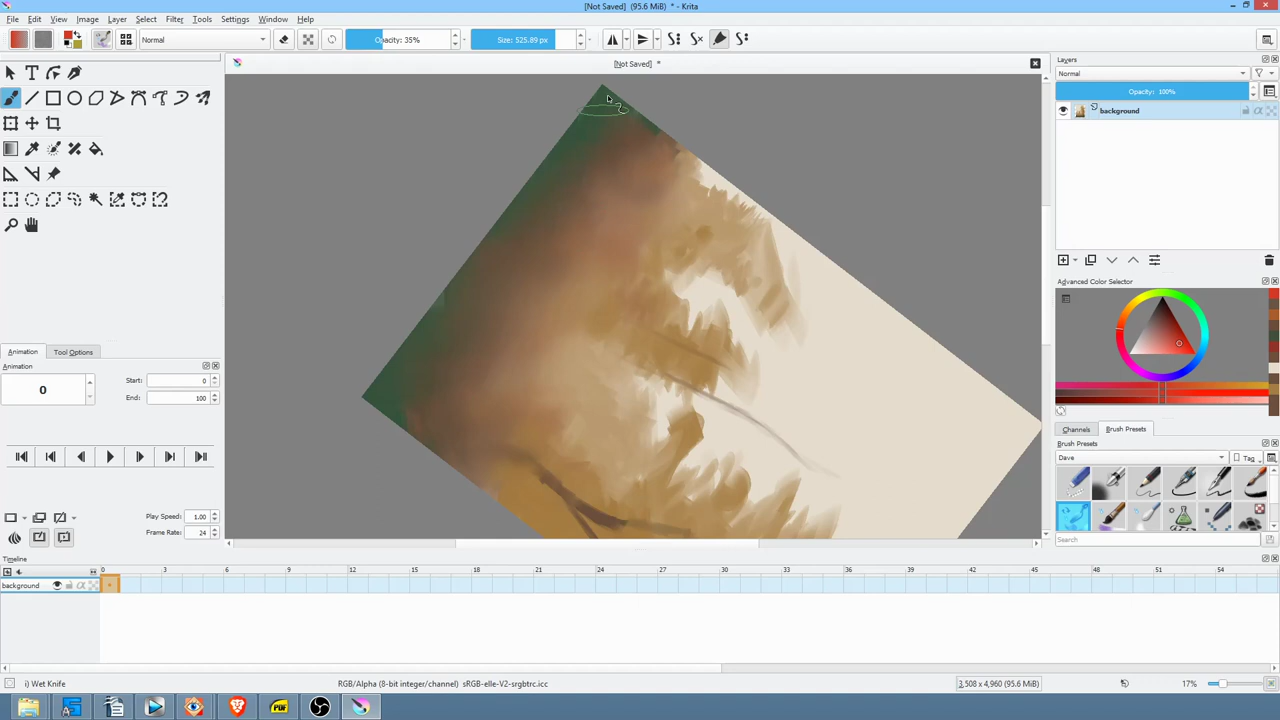 [Not Saved] (95.6 MiB) * - Krita
File Edit View Image Layer Select Filter Tools Settings Window Help
Normal
Opacity: 35%
Size: 525.89 px
[Not Saved] *
Layers
Normal
Opacity: 100%
background
Advanced Color Selector
Animation Tool Options
Animation
0
Start: 0
End: 100
Channels Brush Presets
Brush Presets
Dave
Tag
Search
Play Speed: 1.00
Frame Rate: 24
Timeline
0 3 6 9 12 15 18 21 24 27 30 33 36 39 42 45 48 51 54
background
i) Wet Knife
RGB/Alpha (8-bit integer/channel) sRGB-elle-V2-srgbtrc.icc
3,508 x 4,960 (95.6 MiB)
17%
PDF